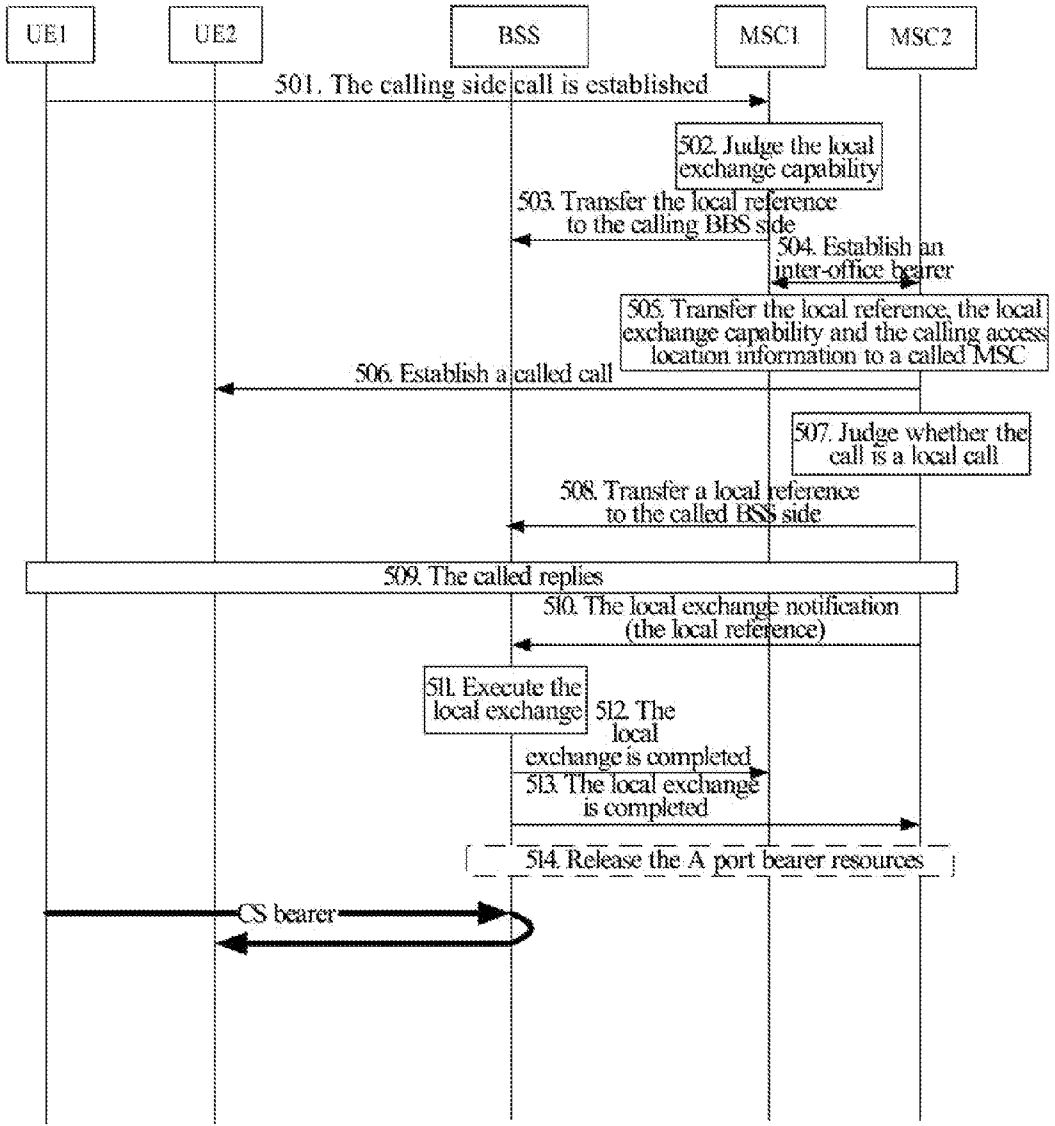 UE1
UE2
BSS
MSC1
MSC2
501. The calling side call is established
502. Judge the local
exchange capability
503. Transfer the local reference
to the calling BBS side
504. Establish an
inter-office bearer
505. Transfer the local reference, the local
exchange capability and the calling access
location information to a called MSC
506. Establish a called call
507. Judge whether the
call is a local call
508. Transfer a local reference
to the called BSS side
509. The called replies
510. The local exchange notification
(the local reference)
511. Execute the
local exchange
512. The
local
exchange is completed
513. The local exchange
is completed
514. Release the A port bearer resources
CS bearer